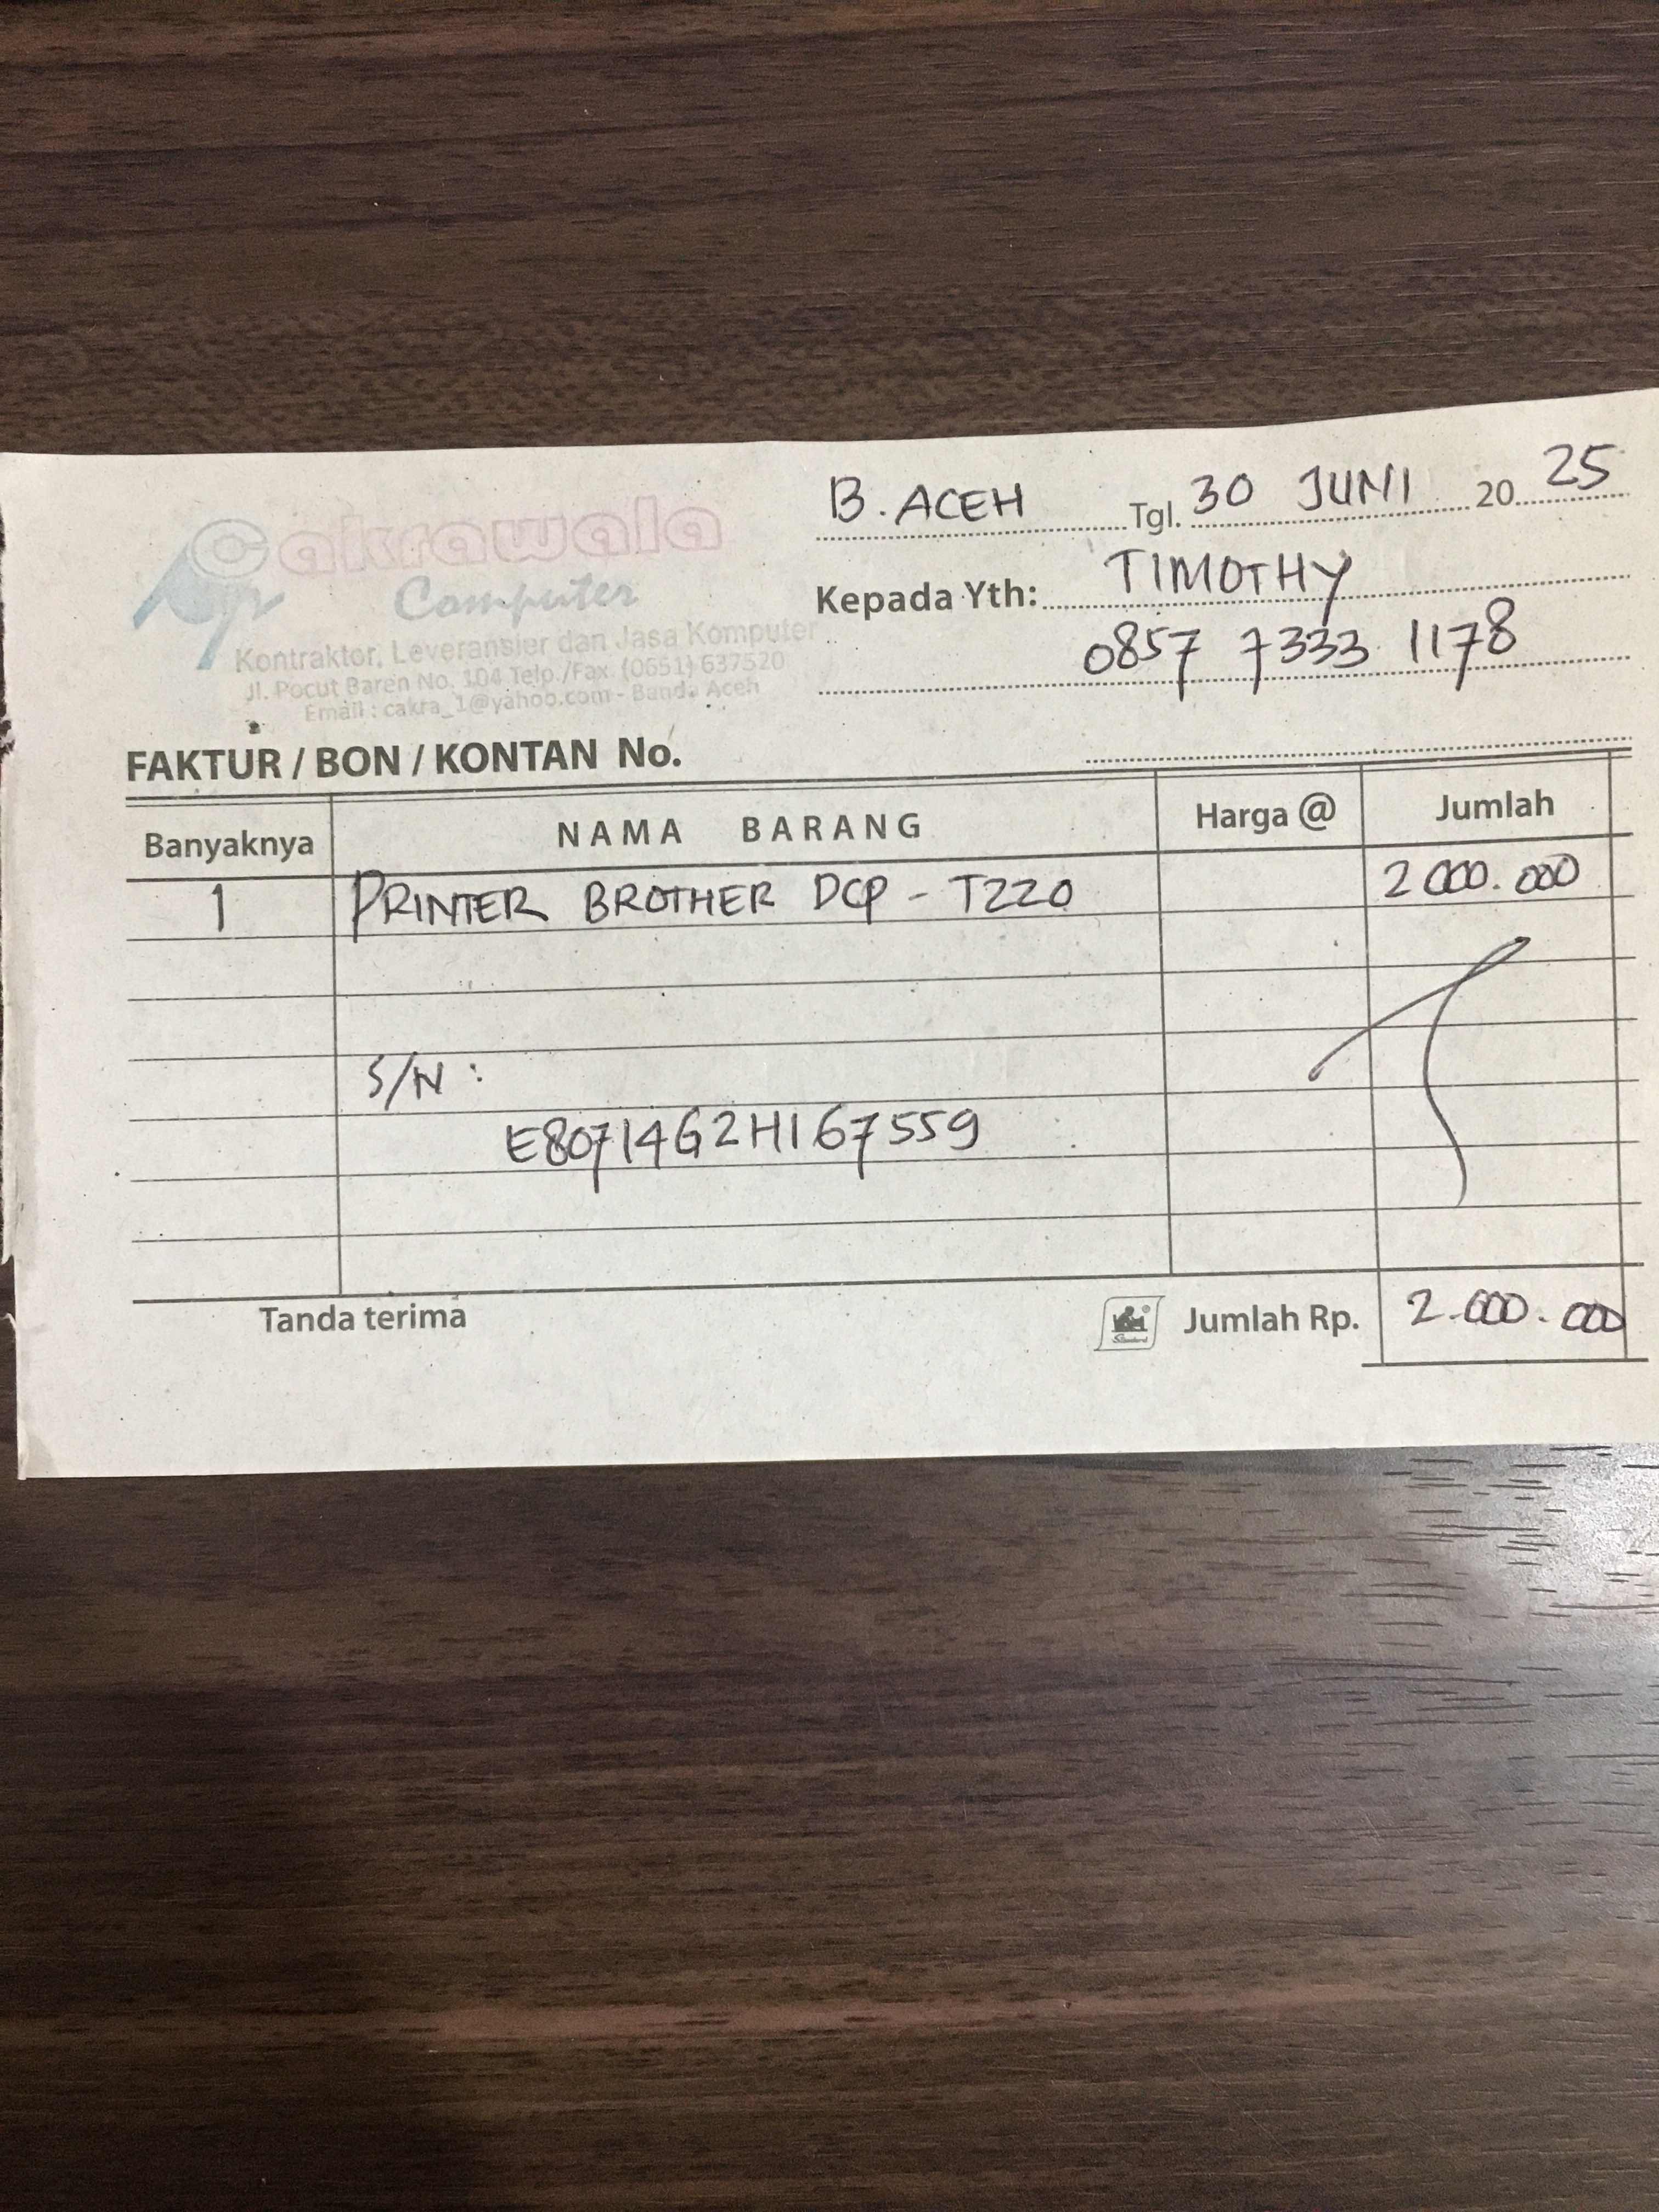 Cakrawala
Computer
Kontraktor, Leveransier dan Jasa Komputer
Jl. Pocut Baren No. 104 Telp./Fax. (0651) 637520
Email : cakra_1@yahoo.com - Banda Aceh
B. ACEH Tgl. 30 JUNI 20 25
Kepada Yth: TIMOTHY
0857 7333 1178
FAKTUR / BON / KONTAN No.
Banyaknya NAMA BARANG Harga @ Jumlah
1 PRINTER BROTHER DCP - T220 2 000.000
S/N :
E80714G2H167559
Tanda terima Jumlah Rp. 2.000.000